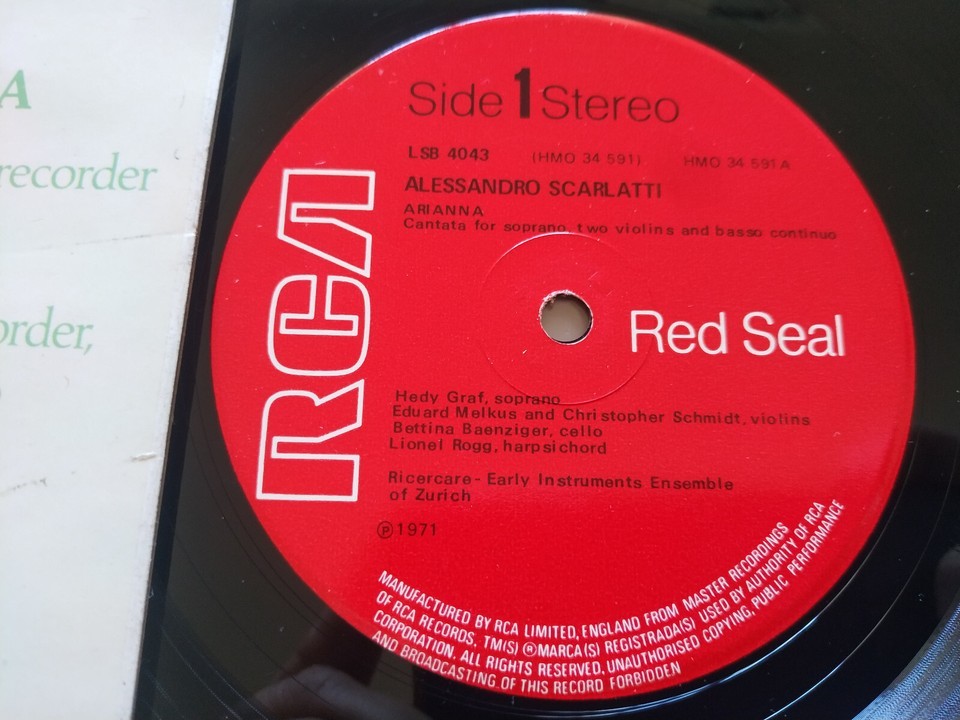 A
recorder
order,
Side 1 Stereo
LSB 4043 (HMO 34 591) HMO 34 591 A
ALESSANDRO SCARLATTI
ARIANNA
Cantata for soprano, two violins and basso continuo
RCA
Red Seal
Hedy Graf, soprano
Eduard Melkus and Christopher Schmidt, violins
Bettina Baenziger, cello
Lionel Rogg, harpsichord
Ricercare - Early Instruments Ensemble
of Zurich
℗ 1971
MANUFACTURED BY RCA LIMITED, ENGLAND FROM MASTER RECORDINGS
OF RCA RECORDS, TM(S) ® MARCA(S) REGISTRADA(S) USED BY AUTHORITY OF RCA
CORPORATION. ALL RIGHTS RESERVED. UNAUTHORISED COPYING, PUBLIC PERFORMANCE
AND BROADCASTING OF THIS RECORD FORBIDDEN